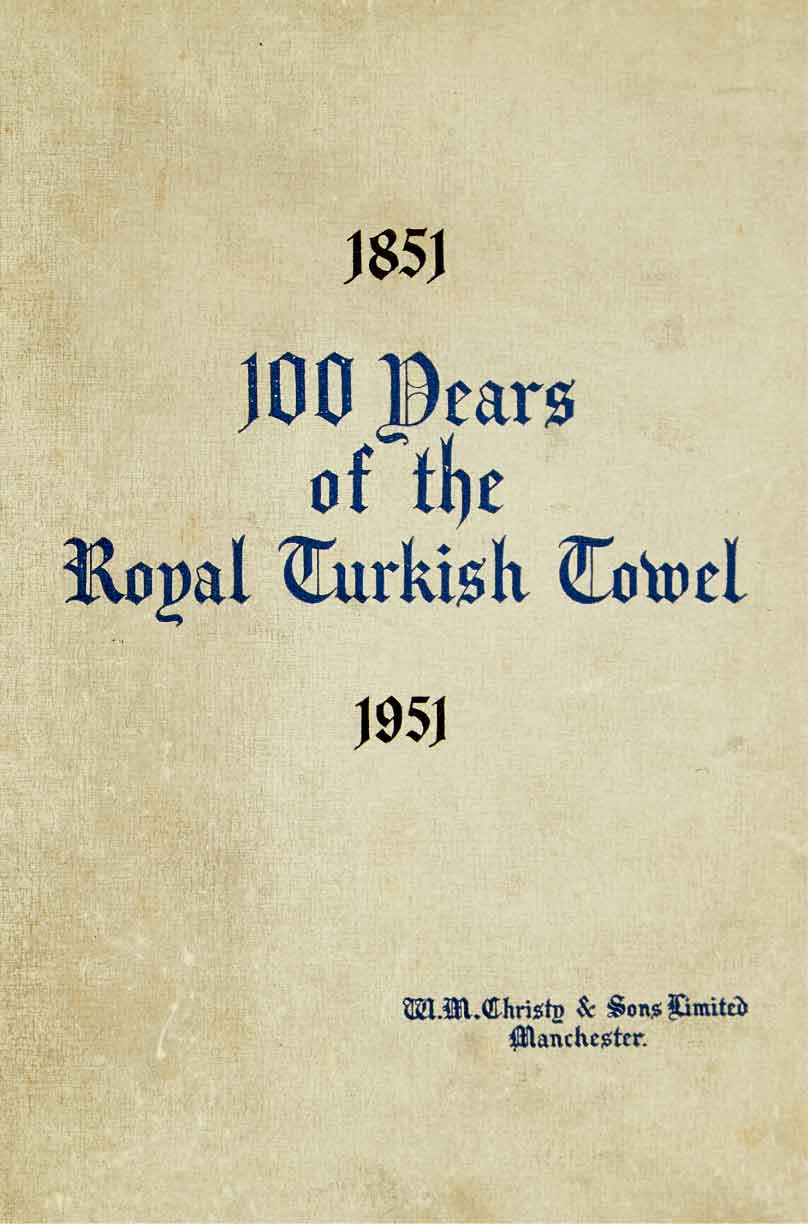 1851
100 Years
of the
Royal Turkish Towel
1951
W.M. Christy & Sons Limited
Manchester.